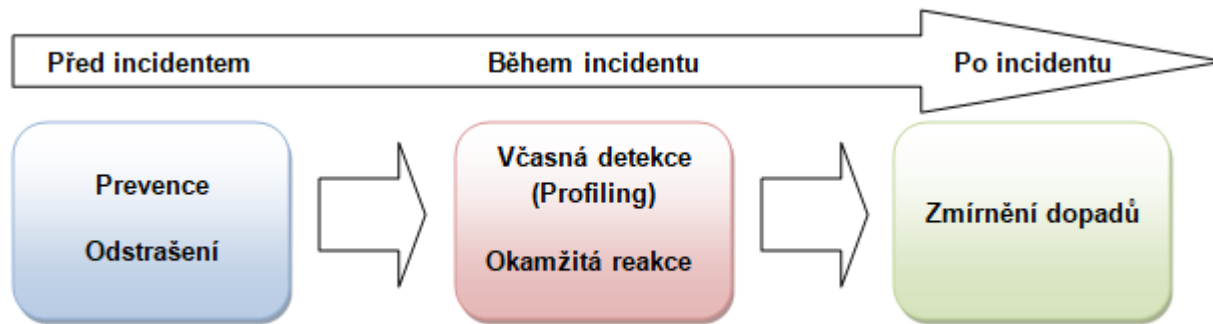 Před incidentem
Během incidentu
Po incidentu
Prevence
Odstrašení
Včasná detekce
(Profiling)
Okamžitá reakce
Zmírnění dopadů